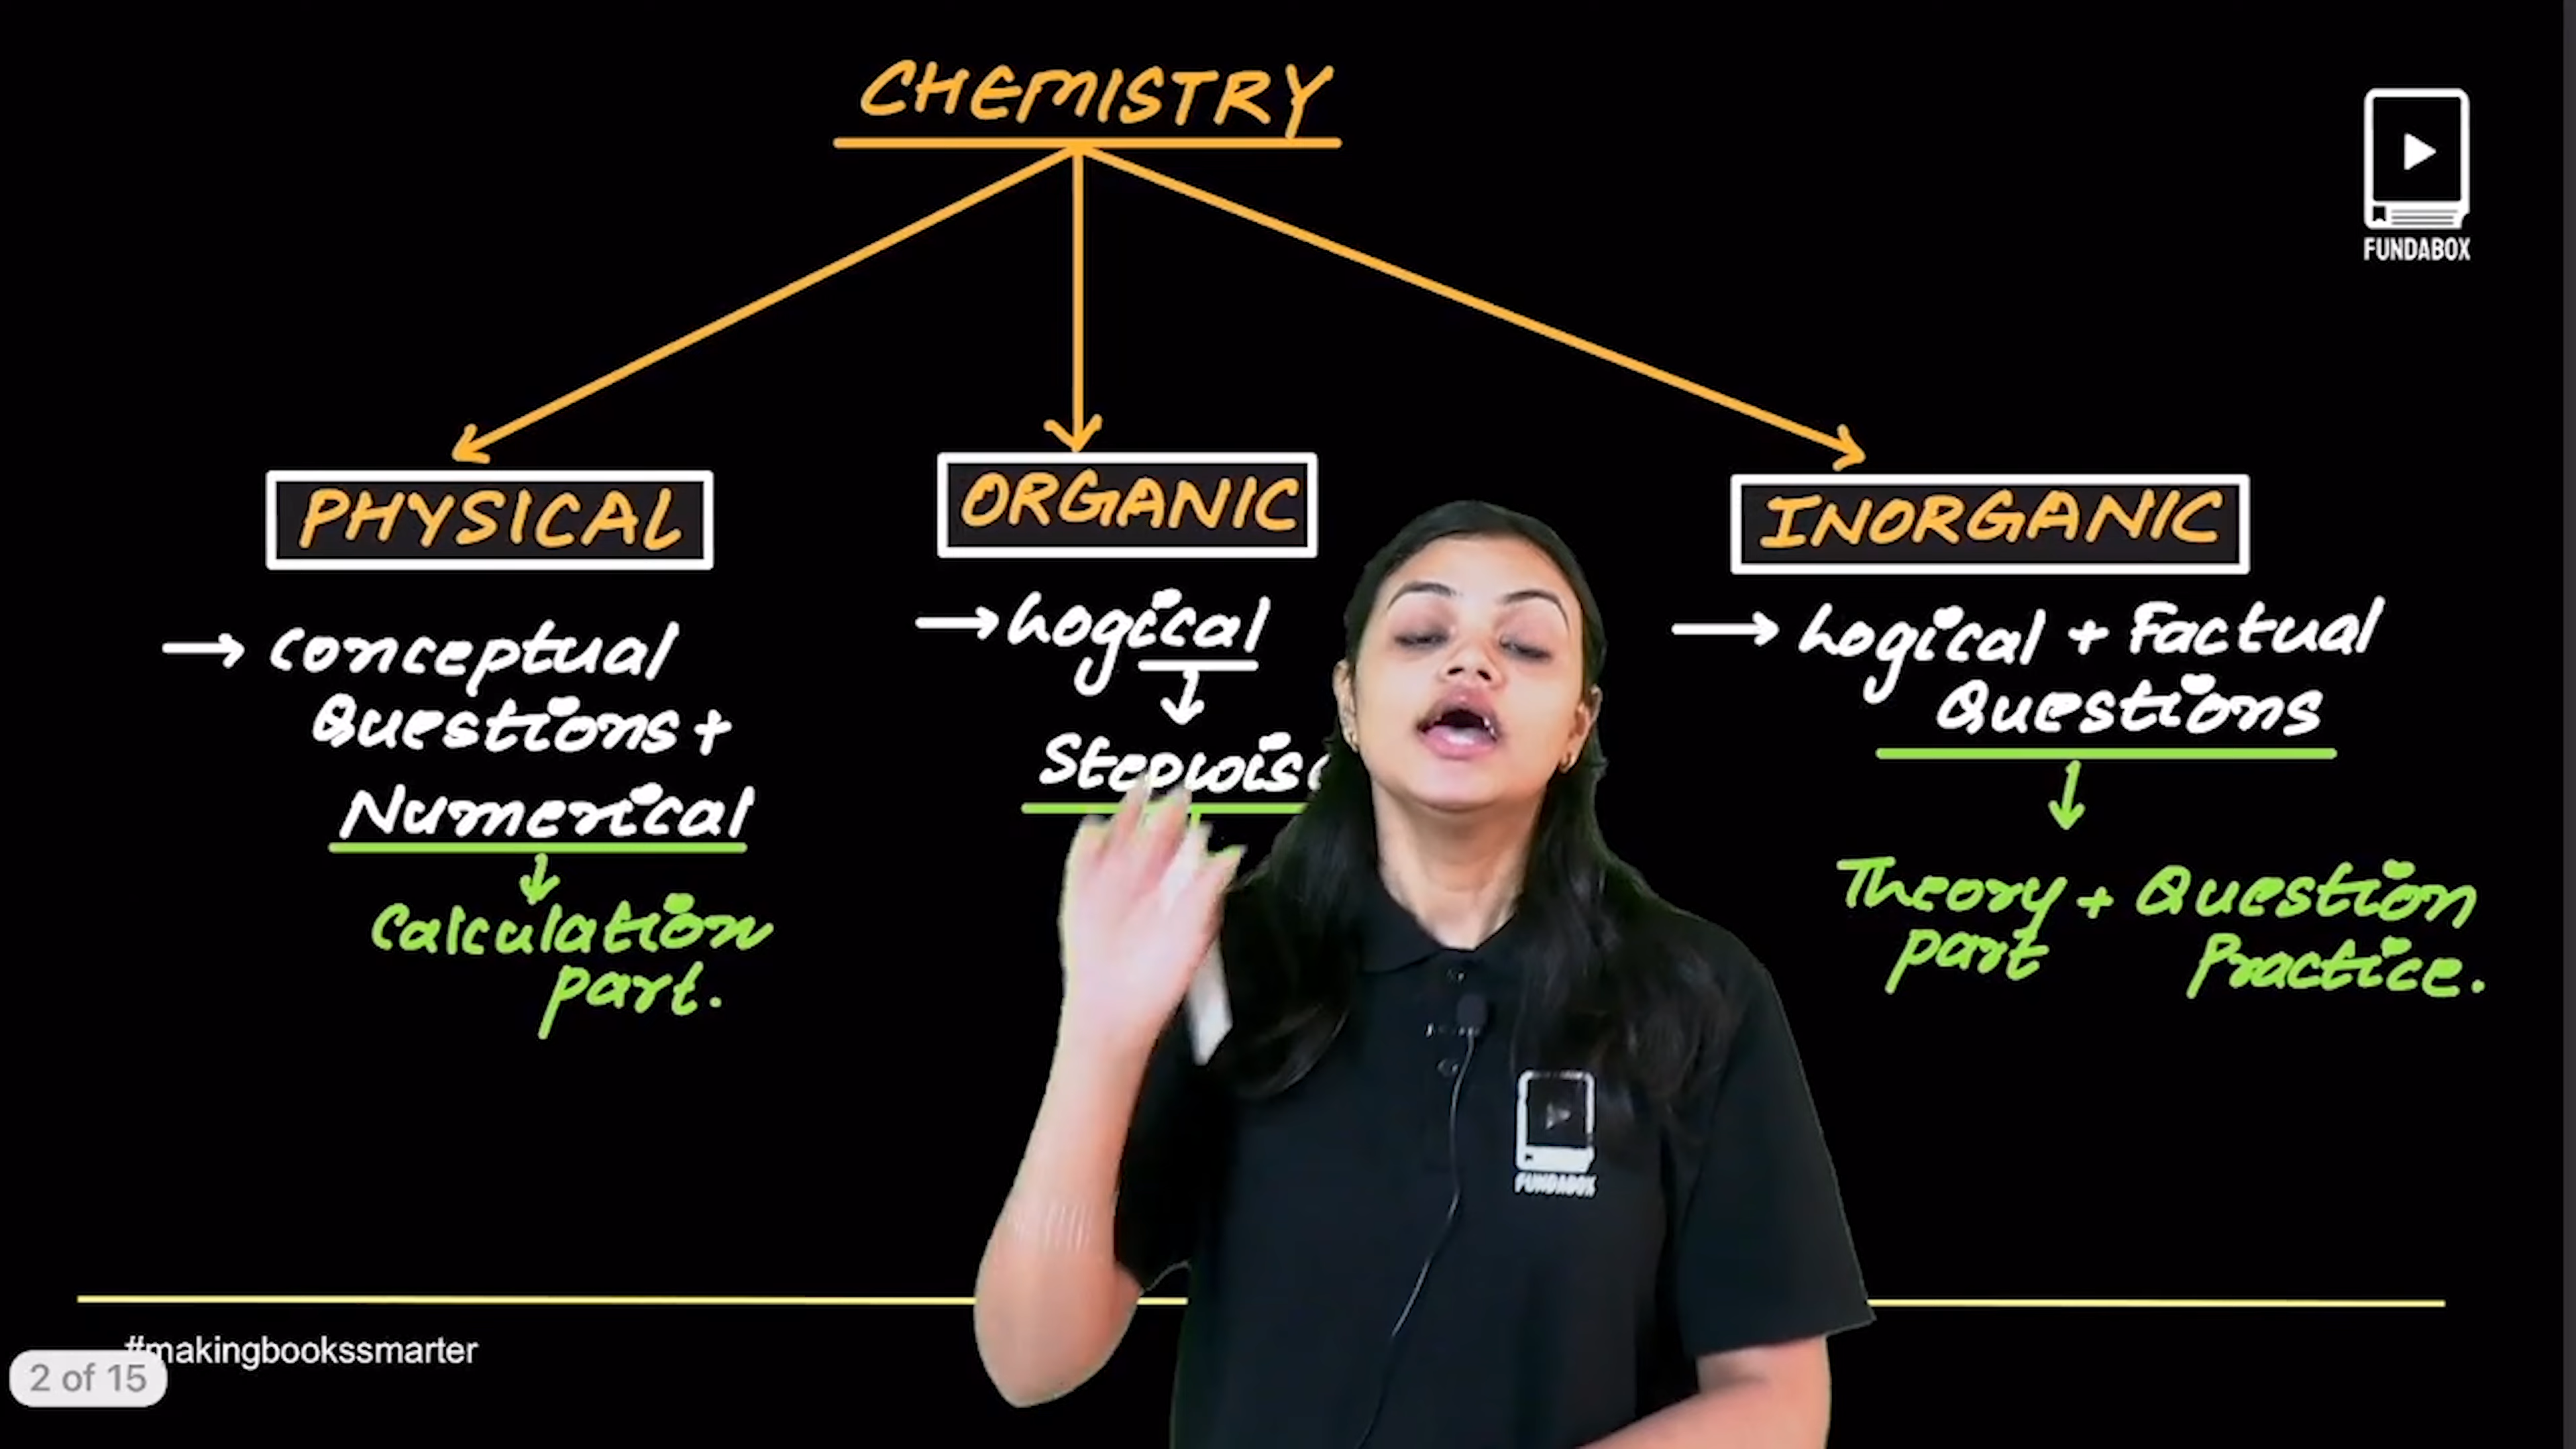 CHEMISTRY
FUNDABOX
PHYSICAL
→ Conceptual
Questions +
Numerical
↓
Calculation
part.
ORGANIC
→ Logical
↓
INORGANIC
→ Logical + Factual
Questions
↓
Theory + Question
part Practice.
FUNDABOX
#makingbookssmarter
2 of 15